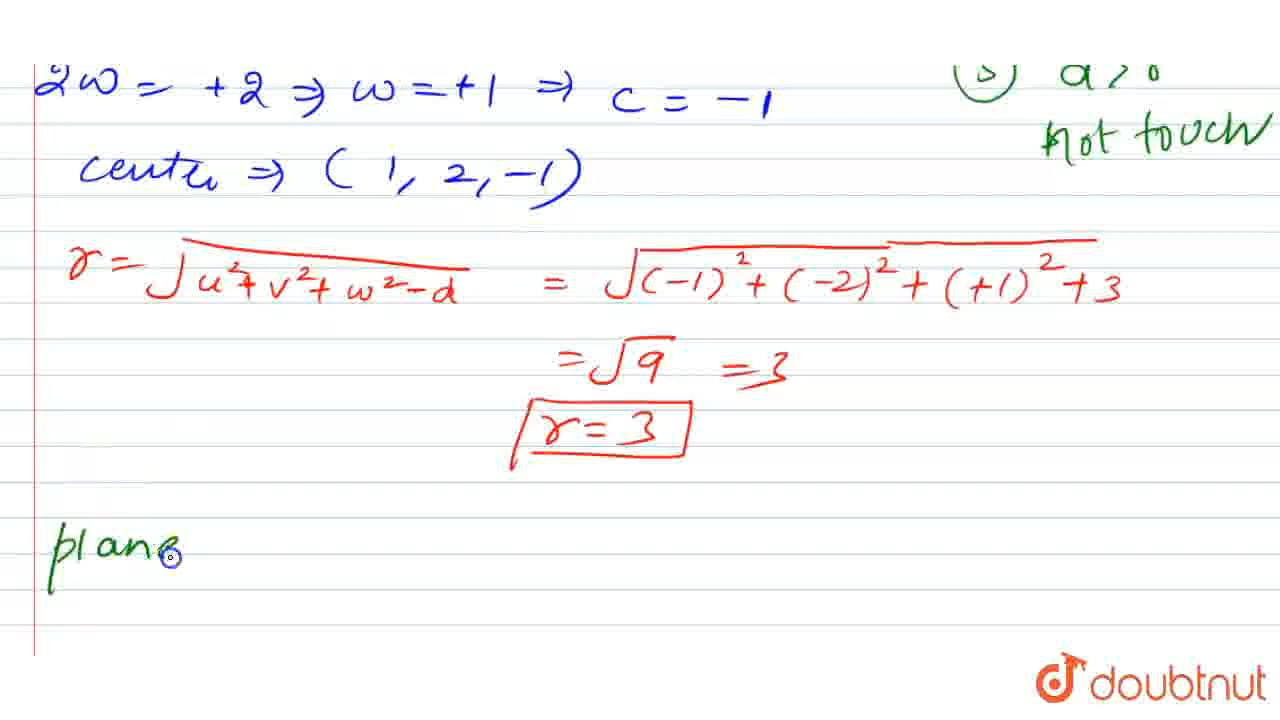 2w = +2 ⇒ w = +1 ⇒ c = -1
a > 0
not touch
center ⇒ (1, 2, -1)
r = √u²+v²+w²-d = √(-1)²+(-2)²+(+1)²+3
= √9 = 3
r = 3
plane
doubtnut